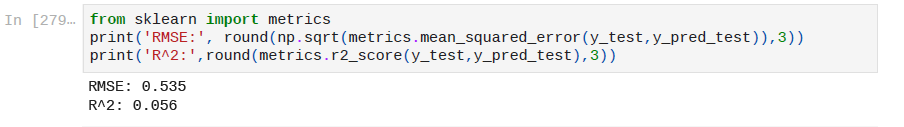 In [279…
from sklearn import metrics
print('RMSE:', round(np.sqrt(metrics.mean_squared_error(y_test,y_pred_test)),3))
print('R^2:',round(metrics.r2_score(y_test,y_pred_test),3))
RMSE: 0.535
R^2: 0.056